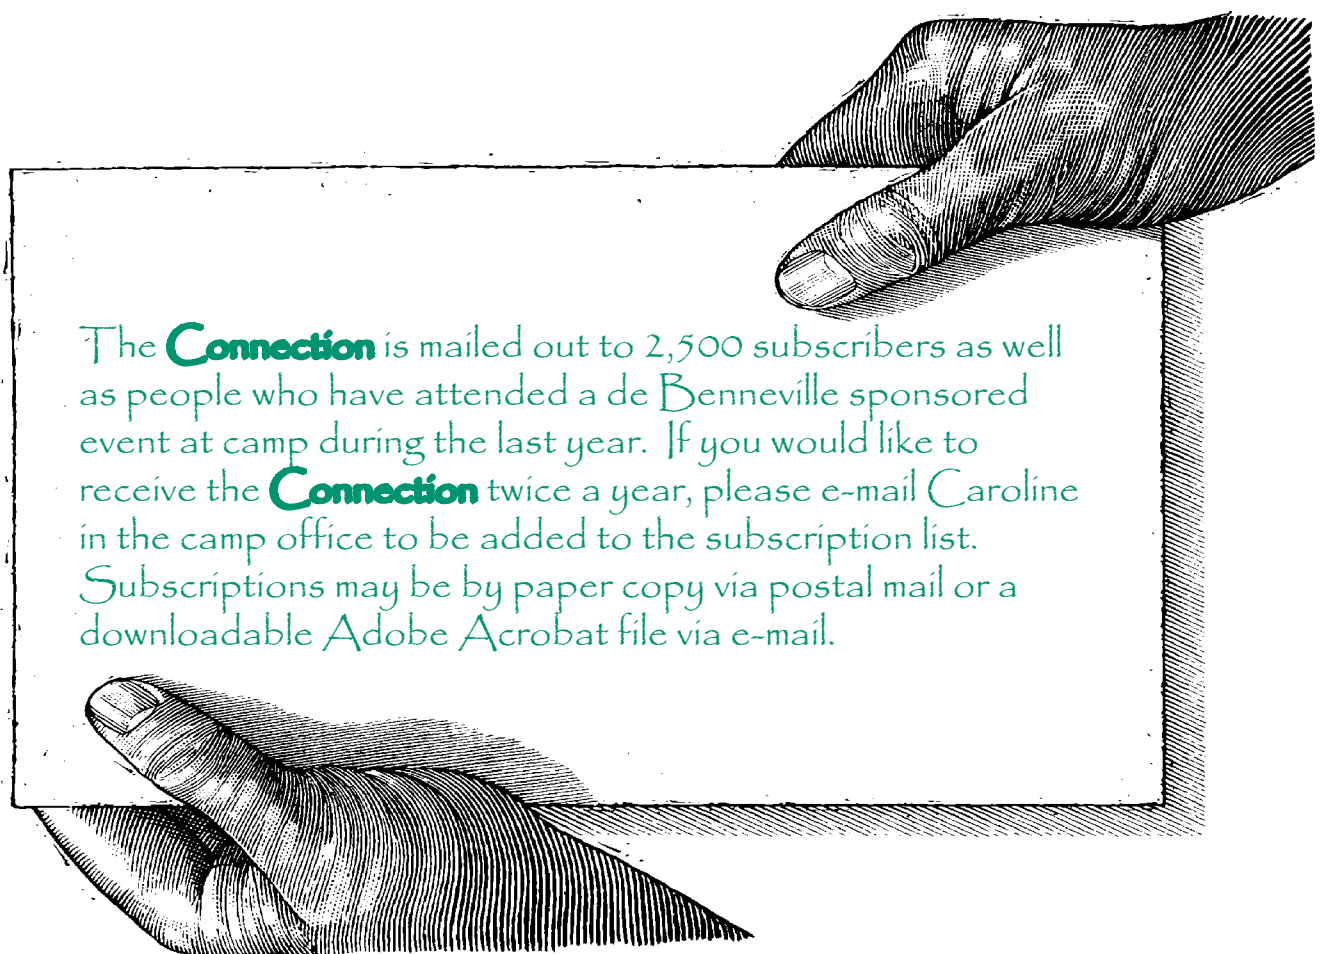 The Connection is mailed out to 2,500 subscribers as well
as people who have attended a de Benneville sponsored
event at camp during the last year.  If you would like to
receive the Connection twice a year, please e-mail Caroline
in the camp office to be added to the subscription list.
Subscriptions may be by paper copy via postal mail or a
downloadable Adobe Acrobat file via e-mail.